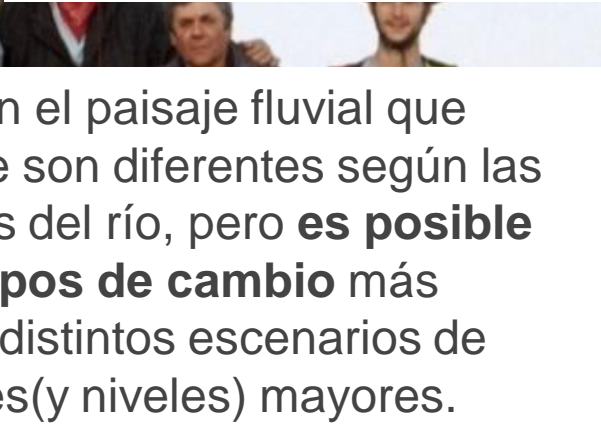 n el paisaje fluvial que
e son diferentes según las
s del río, pero es posible
pos de cambio más
distintos escenarios de
es(y niveles) mayores.